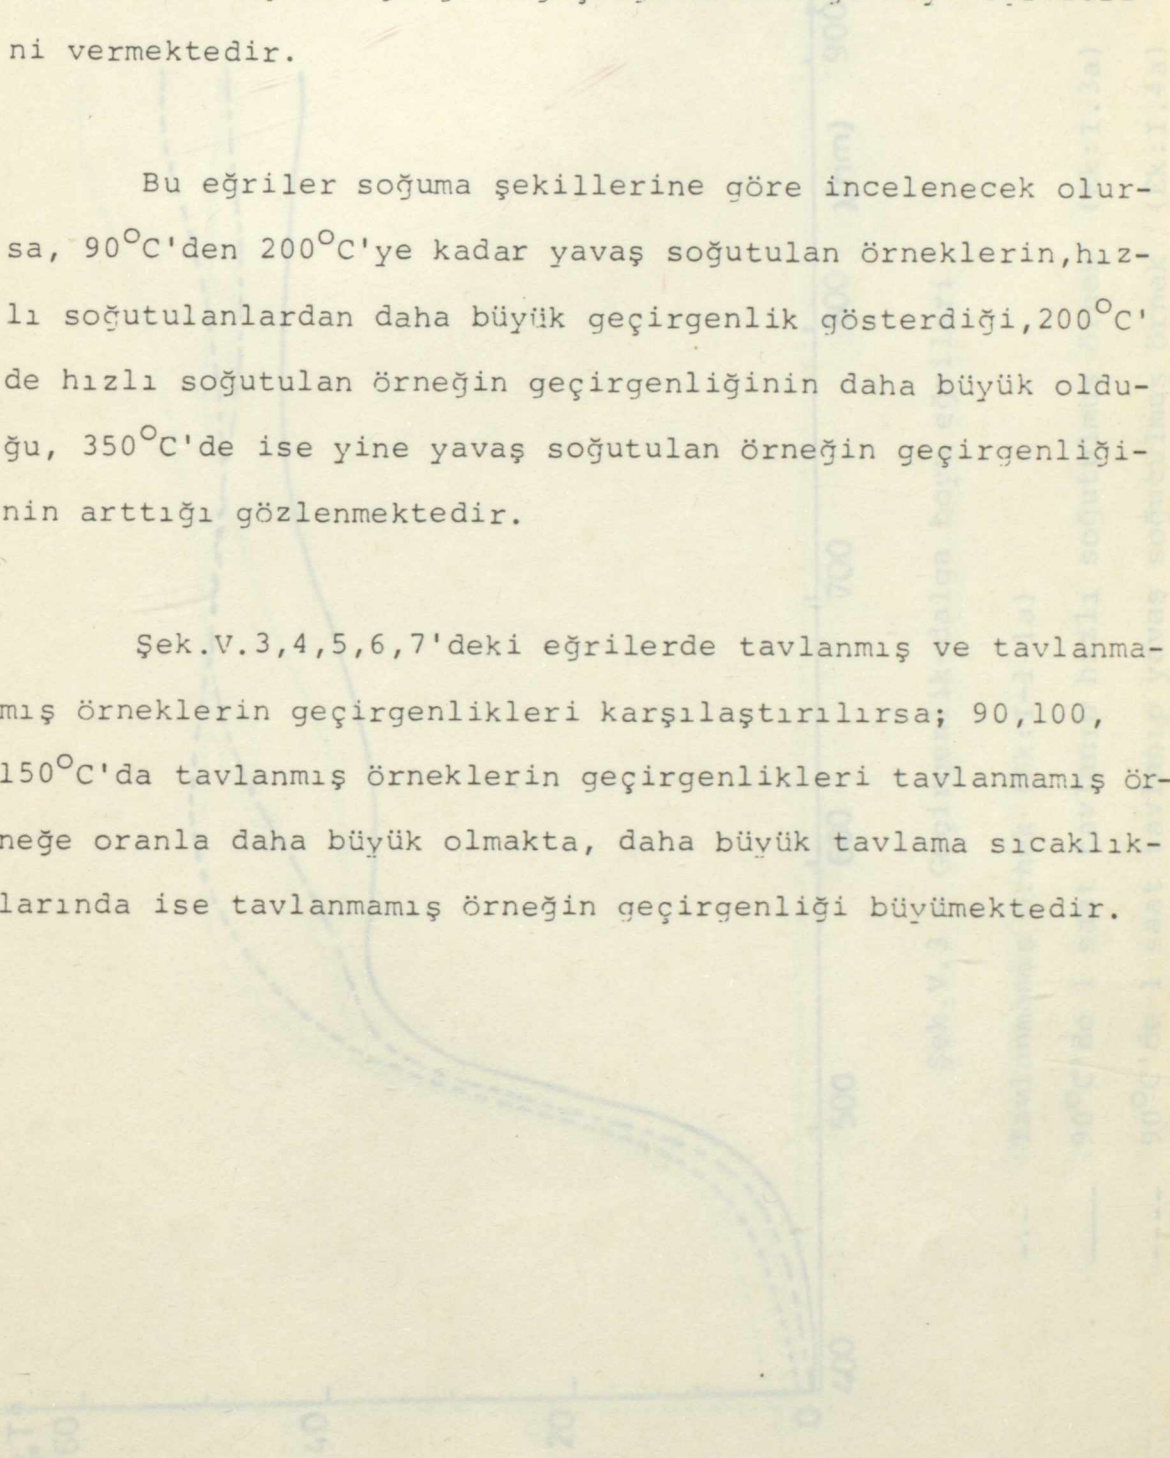 ni vermektedir.
Bu eğriler soğuma şekillerine göre incelenecek olur-
sa, 90°C'den 200°C'ye kadar yavaş soğutulan örneklerin,hız-
lı soğutulanlardan daha büyük geçirgenlik gösterdiği,200°C'
de hızlı soğutulan örneğin geçirgenliğinin daha büyük oldu-
ğu, 350°C'de ise yine yavaş soğutulan örneğin geçirgenliği-
nin arttığı gözlenmektedir.
Şek.V.3,4,5,6,7'deki eğrilerde tavlanmış ve tavlanma-
mış örneklerin geçirgenlikleri karşılaştırılırsa; 90,100,
150°C'da tavlanmış örneklerin geçirgenlikleri tavlanmamış ör-
neğe oranla daha büyük olmakta, daha büyük tavlama sıcaklık-
larında ise tavlanmamış örneğin geçirgenliği büyümektedir.